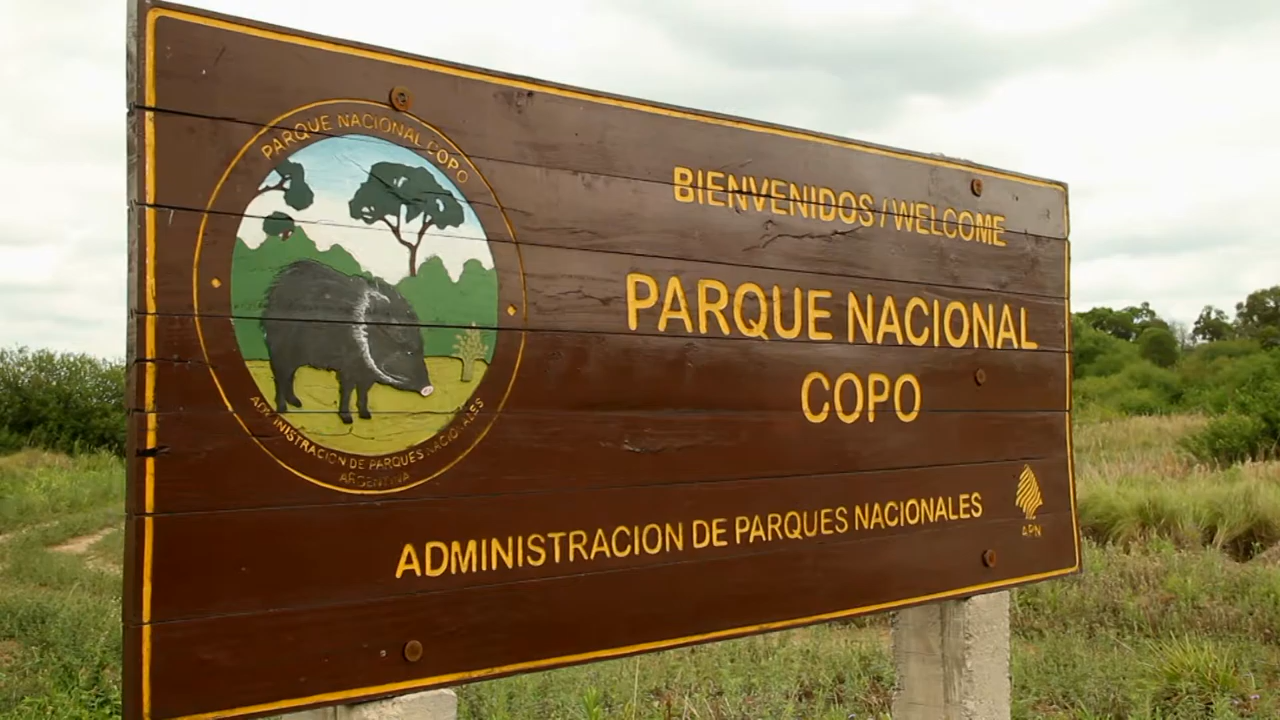 PARQUE NACIONAL COPO
ADMINISTRACION DE PARQUES NACIONALES
ARGENTINA
BIENVENIDOS / WELCOME
PARQUE NACIONAL
COPO
ADMINISTRACION DE PARQUES NACIONALES
APN